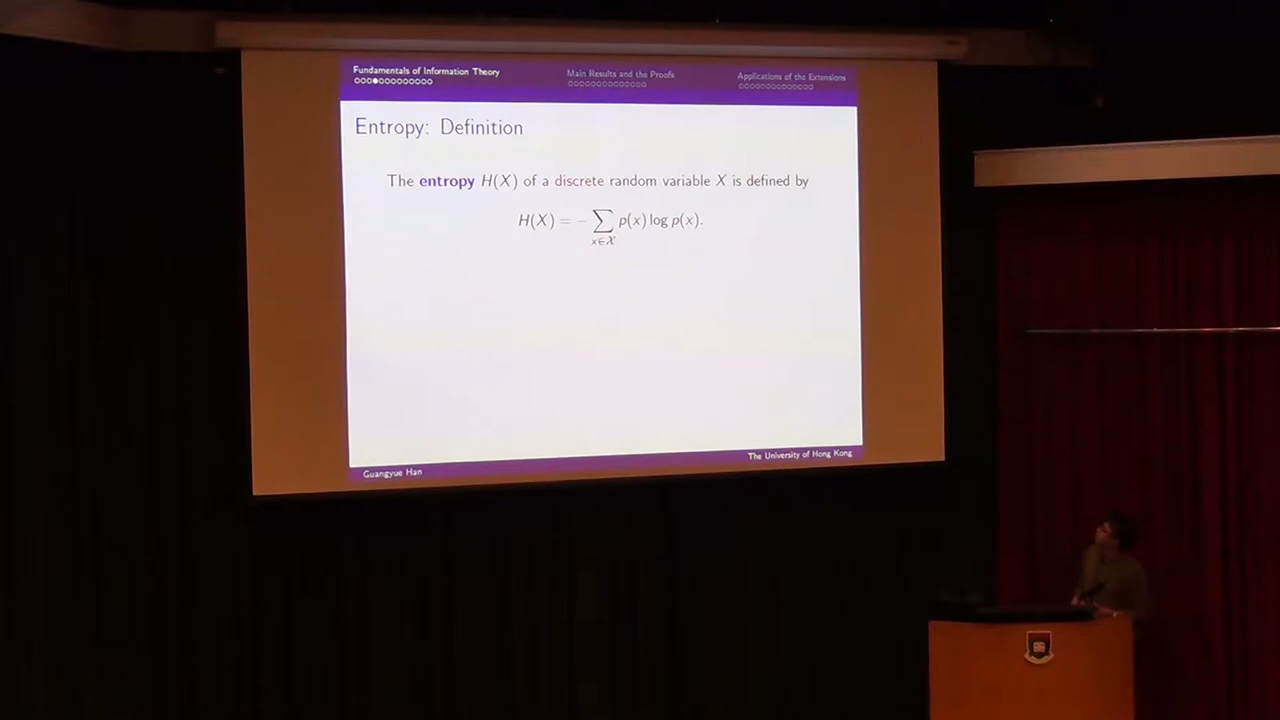 Fundamentals of Information Theory
Main Results and the Proofs
Applications of the Extensions
Entropy: Definition
The entropy H(X) of a discrete random variable X is defined by
H(X) = − ∑ p(x) log p(x).
x∈𝒳
Guangyue Han
The University of Hong Kong